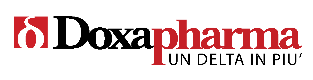 δ Doxapharma
UN DELTA IN PIU'